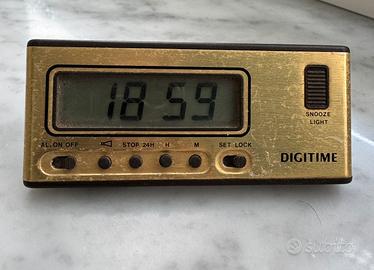 18 59
SNOOZE
LIGHT
AL.ON OFF STOP 24H H M SET LOCK
DIGITIME
subito